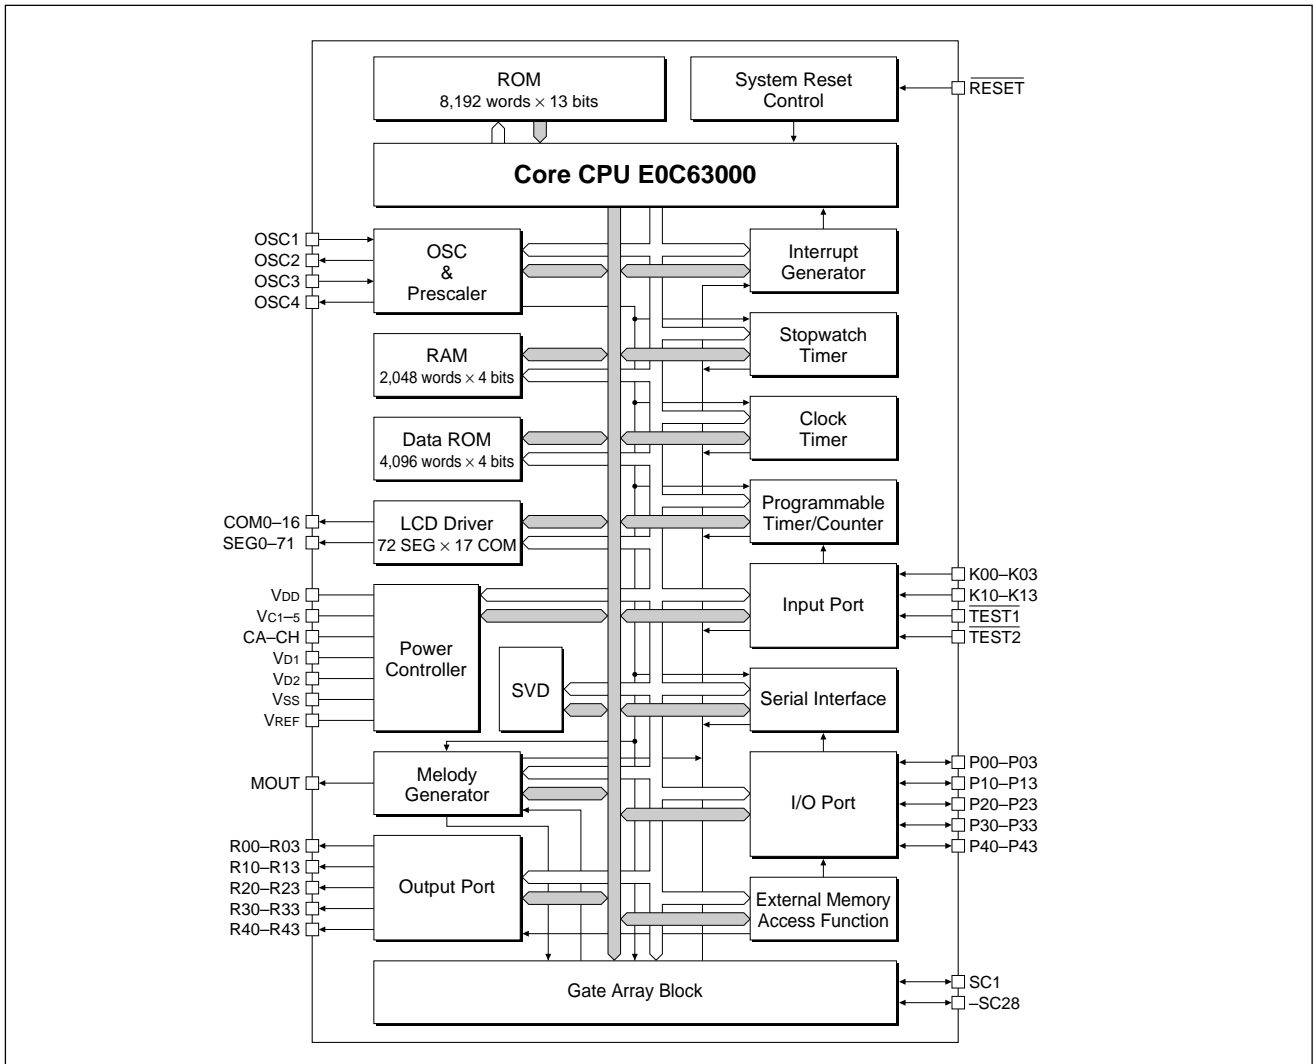 ROM
8,192 words × 13 bits
System Reset
Control
RESET
Core CPU E0C63000
OSC1
OSC2
OSC3
OSC4
OSC
&
Prescaler
Interrupt
Generator
RAM
2,048 words × 4 bits
Stopwatch
Timer
Data ROM
4,096 words × 4 bits
Clock
Timer
COM0–16
SEG0–71
LCD Driver
72 SEG × 17 COM
Programmable
Timer/Counter
VDD
VC1–5
CA–CH
VD1
VD2
VSS
VREF
Power
Controller
SVD
Input Port
K00–K03
K10–K13
TEST1
TEST2
Serial Interface
MOUT
Melody
Generator
I/O Port
P00–P03
P10–P13
P20–P23
P30–P33
P40–P43
R00–R03
R10–R13
R20–R23
R30–R33
R40–R43
Output Port
External Memory
Access Function
Gate Array Block
SC1
–SC28